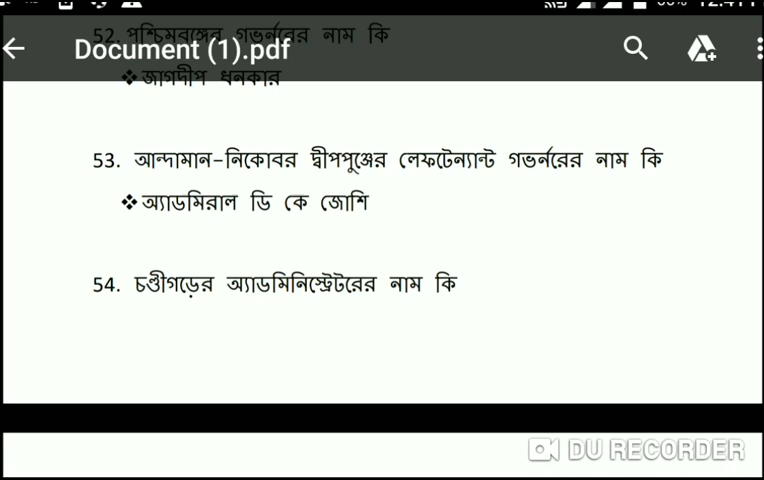 52. পশ্চিমবঙ্গের গভর্নরের নাম কি
Document (1).pdf
❖ জাগদীপ ধনকার
53. আন্দামান-নিকোবর দ্বীপপুঞ্জের লেফটেন্যান্ট গভর্নরের নাম কি
❖ অ্যাডমিরাল ডি কে জোশি
54. চণ্ডীগড়ের অ্যাডমিনিস্ট্রেটরের নাম কি
DU RECORDER